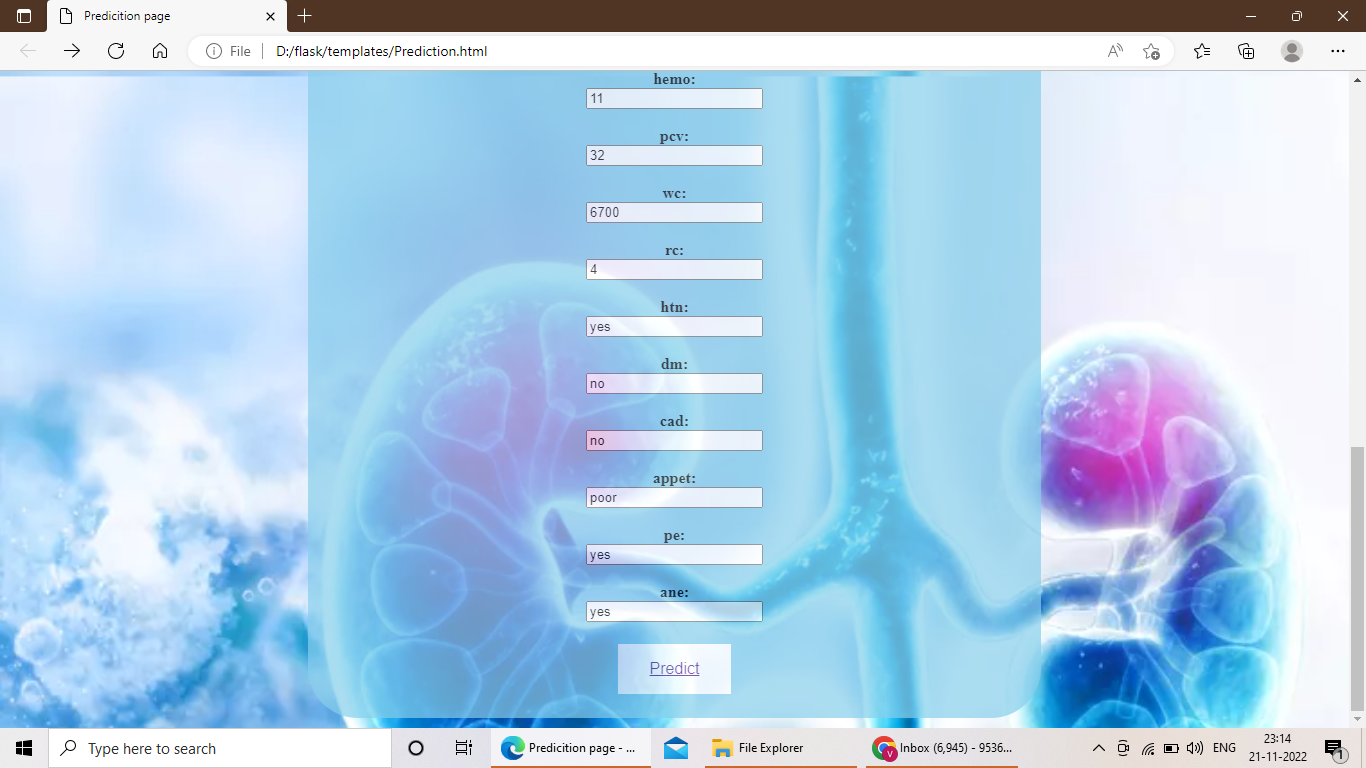 Predicition page
File
D:/flask/templates/Prediction.html
hemo:
11
pcv:
32
wc:
6700
rc:
4
htn:
yes
dm:
no
cad:
no
appet:
poor
pe:
yes
ane:
yes
Predict
Type here to search
Predicition page - ...
File Explorer
V
Inbox (6,945) - 9536...
ENG
23:14
21-11-2022
1